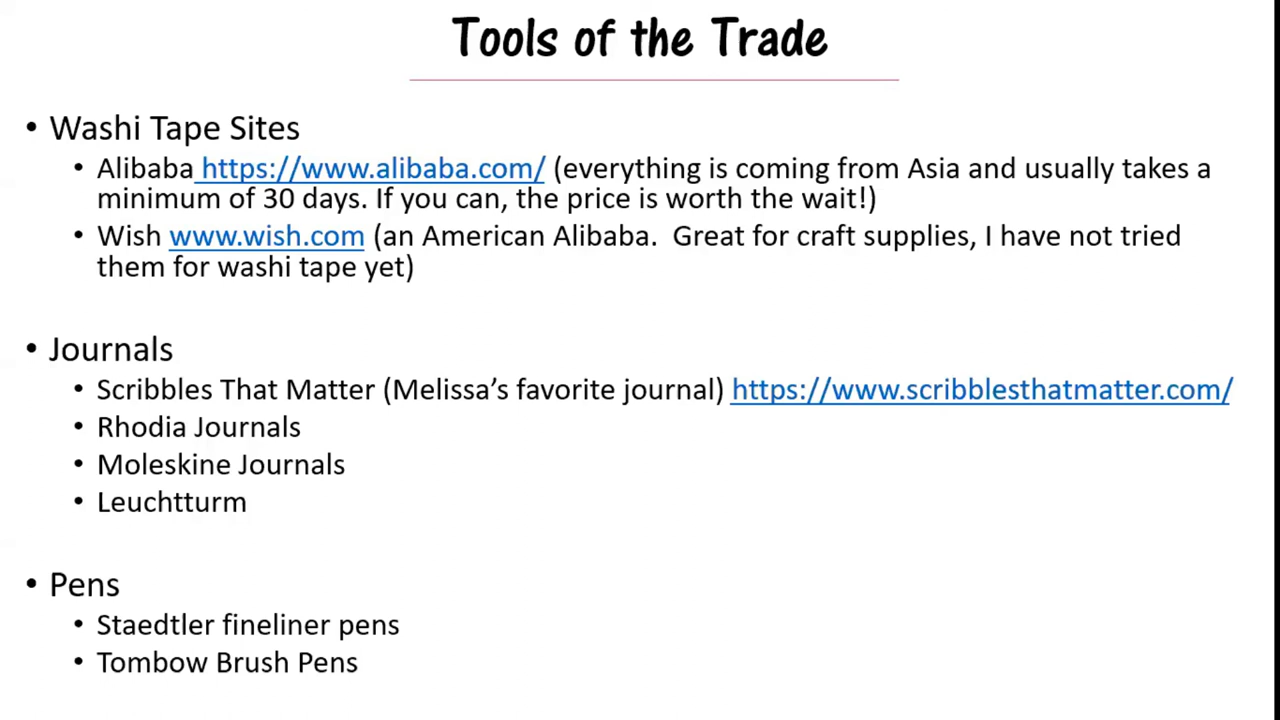 Tools of the Trade
• Washi Tape Sites
• Alibaba https://www.alibaba.com/ (everything is coming from Asia and usually takes a
minimum of 30 days. If you can, the price is worth the wait!)
• Wish www.wish.com (an American Alibaba.  Great for craft supplies, I have not tried
them for washi tape yet)
• Journals
• Scribbles That Matter (Melissa’s favorite journal) https://www.scribblesthatmatter.com/
• Rhodia Journals
• Moleskine Journals
• Leuchtturm
• Pens
• Staedtler fineliner pens
• Tombow Brush Pens